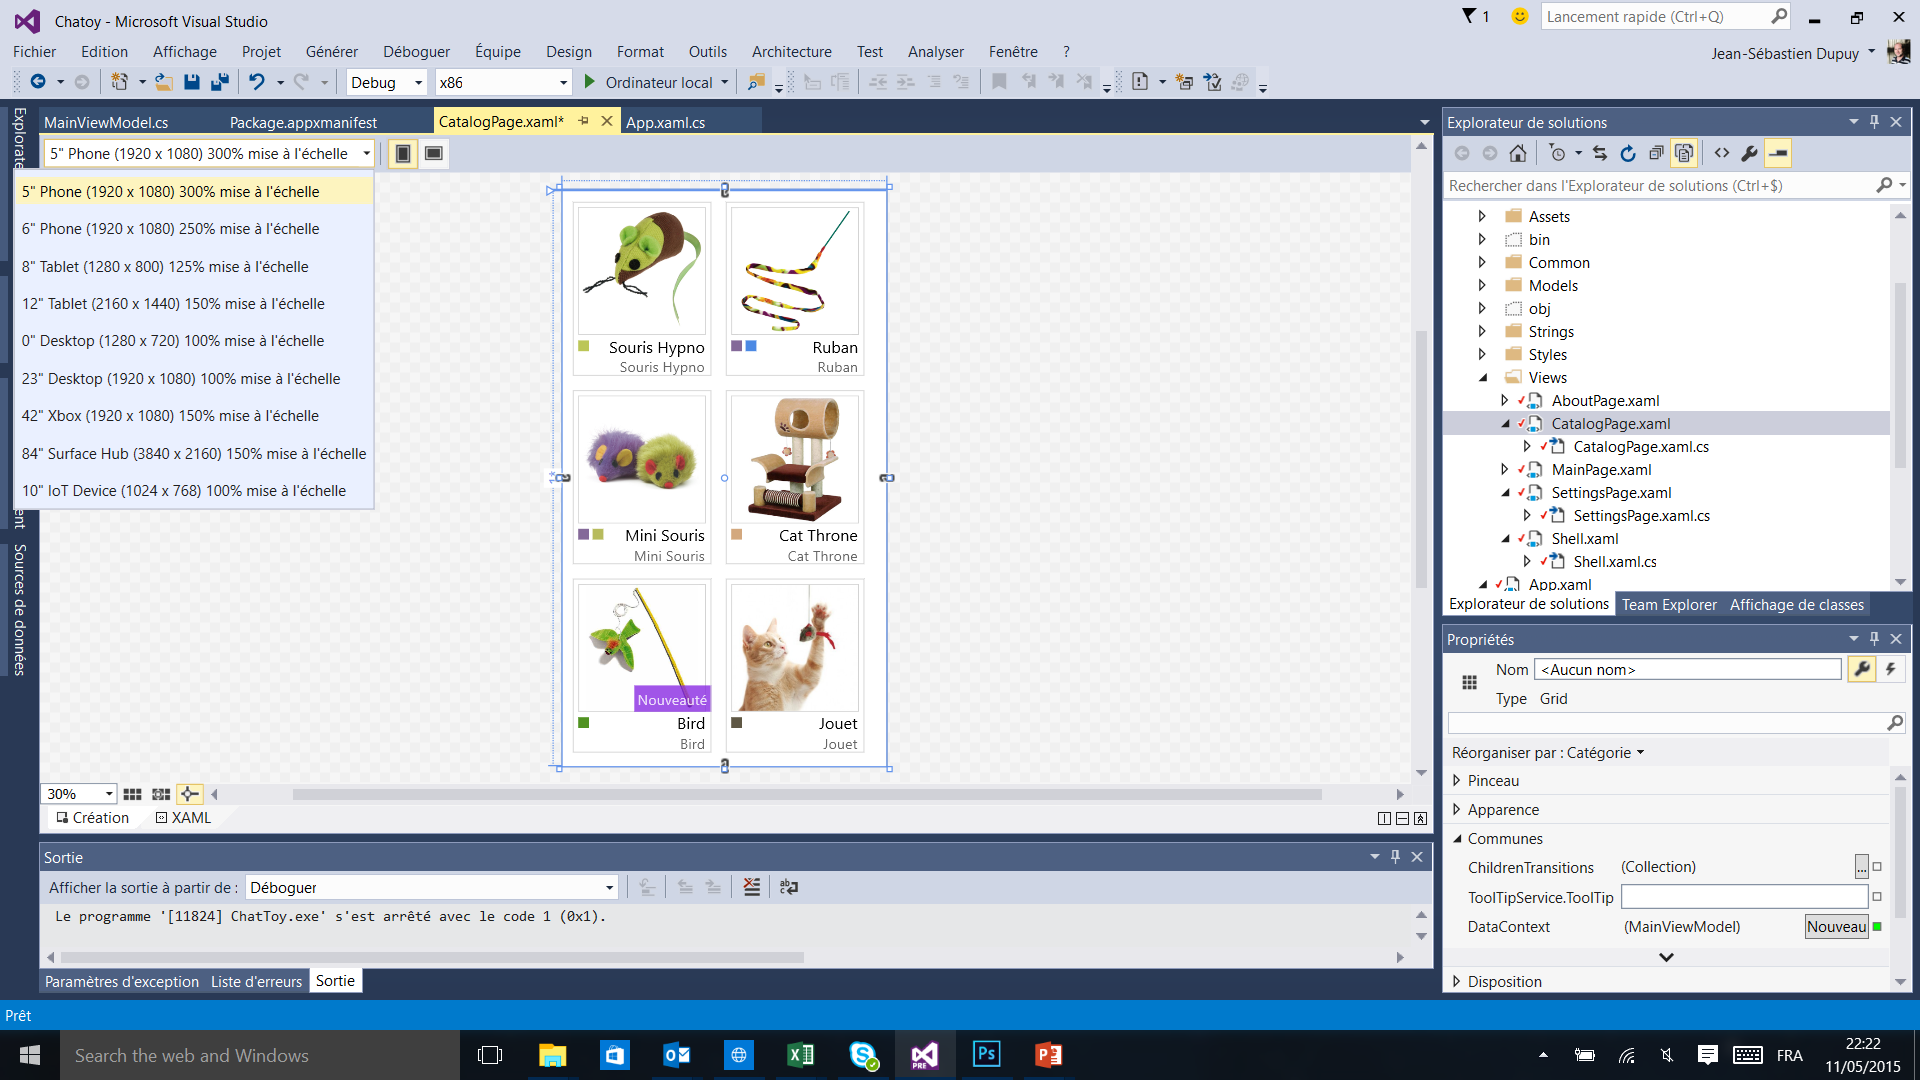 Chatoy - Microsoft Visual Studio
1
Lancement rapide (Ctrl+Q)
Fichier Edition Affichage Projet Générer Déboguer Équipe Design Format Outils Architecture Test Analyser Fenêtre ?
Jean-Sébastien Dupuy
Debug x86 Ordinateur local
MainViewModel.cs Package.appxmanifest CatalogPage.xaml* App.xaml.cs
5" Phone (1920 x 1080) 300% mise à l'échelle
5" Phone (1920 x 1080) 300% mise à l'échelle
6" Phone (1920 x 1080) 250% mise à l'échelle
8" Tablet (1280 x 800) 125% mise à l'échelle
12" Tablet (2160 x 1440) 150% mise à l'échelle
0" Desktop (1280 x 720) 100% mise à l'échelle
23" Desktop (1920 x 1080) 100% mise à l'échelle
42" Xbox (1920 x 1080) 150% mise à l'échelle
84" Surface Hub (3840 x 2160) 150% mise à l'échelle
10" IoT Device (1024 x 768) 100% mise à l'échelle
Explorate
ent
Sources de données
Souris Hypno
Souris Hypno
Ruban
Ruban
1*
Mini Souris
Mini Souris
Cat Throne
Cat Throne
Nouveauté
Bird
Bird
Jouet
Jouet
30%
Création XAML
Sortie
Afficher la sortie à partir de : Déboguer
Le programme '[11824] ChatToy.exe' s'est arrêté avec le code 1 (0x1).
Paramètres d'exception Liste d'erreurs Sortie
Prêt
Explorateur de solutions
Rechercher dans l'Explorateur de solutions (Ctrl+$)
Assets
bin
Common
Models
obj
Strings
Styles
Views
AboutPage.xaml
CatalogPage.xaml
CatalogPage.xaml.cs
MainPage.xaml
SettingsPage.xaml
SettingsPage.xaml.cs
Shell.xaml
Shell.xaml.cs
App.xaml
Explorateur de solutions Team Explorer Affichage de classes
Propriétés
Nom <Aucun nom>
Type Grid
Réorganiser par : Catégorie
Pinceau
Apparence
Communes
ChildrenTransitions (Collection) ...
ToolTipService.ToolTip
DataContext (MainViewModel) Nouveau
Disposition
Search the web and Windows
PRE
Ps
FRA
22:22
11/05/2015